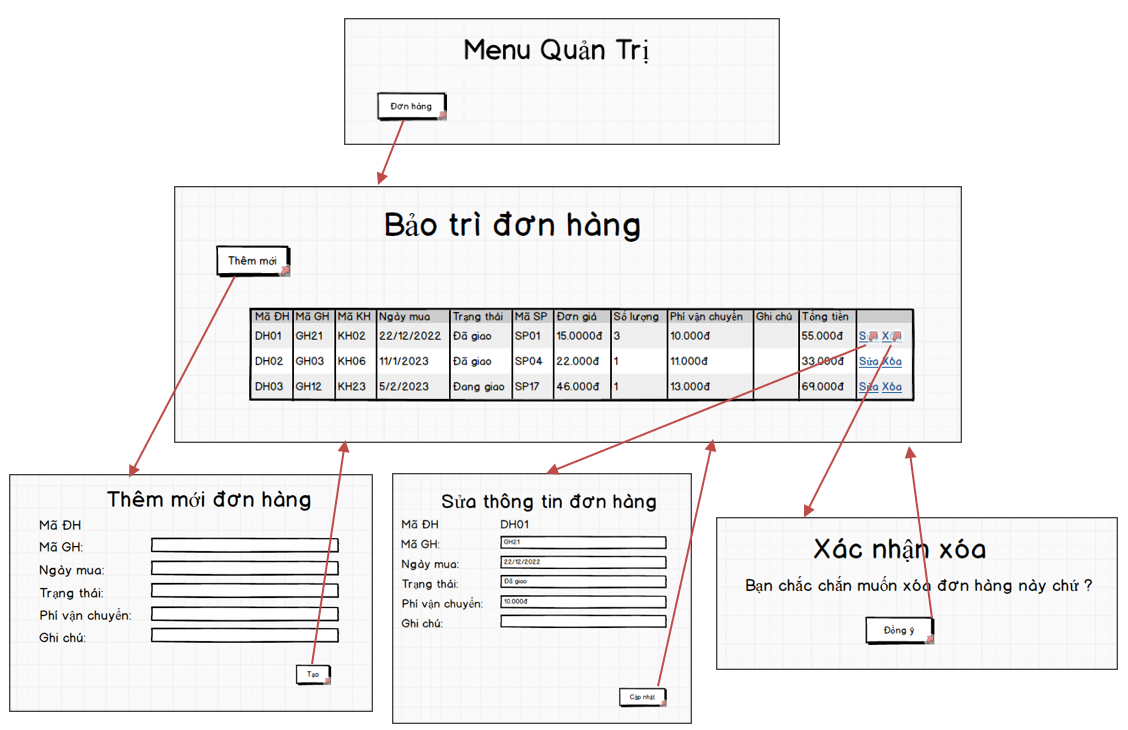 Menu Quản Trị
Đơn hàng
Bảo trì đơn hàng
Thêm mới
Mã ĐH Mã GH Mã KH Ngày mua Trạng thái Mã SP Đơn giá Số lượng Phí vận chuyển Ghi chú Tổng tiền
DH01 GH21 KH02 22/12/2022 Đã giao SP01 15.0000đ 3 10.000đ 55.000đ
DH02 GH03 KH06 11/1/2023 Đã giao SP04 22.000đ 1 11.000đ 33.000đ Sửa Xóa
DH03 GH12 KH23 5/2/2023 Đang giao SP17 46.000đ 1 13.000đ 69.000đ Sửa Xóa
Thêm mới đơn hàng
Mã ĐH
Mã GH:
Ngày mua:
Trạng thái:
Phí vận chuyển:
Ghi chú:
Tạo
Sửa thông tin đơn hàng
Mã ĐH DH01
Mã GH: GH21
Ngày mua: 22/12/2022
Trạng thái: Đã giao
Phí vận chuyển: 10.000đ
Ghi chú:
Cập nhật
Xác nhận xóa
Bạn chắc chắn muốn xóa đơn hàng này chứ ?
Đồng ý